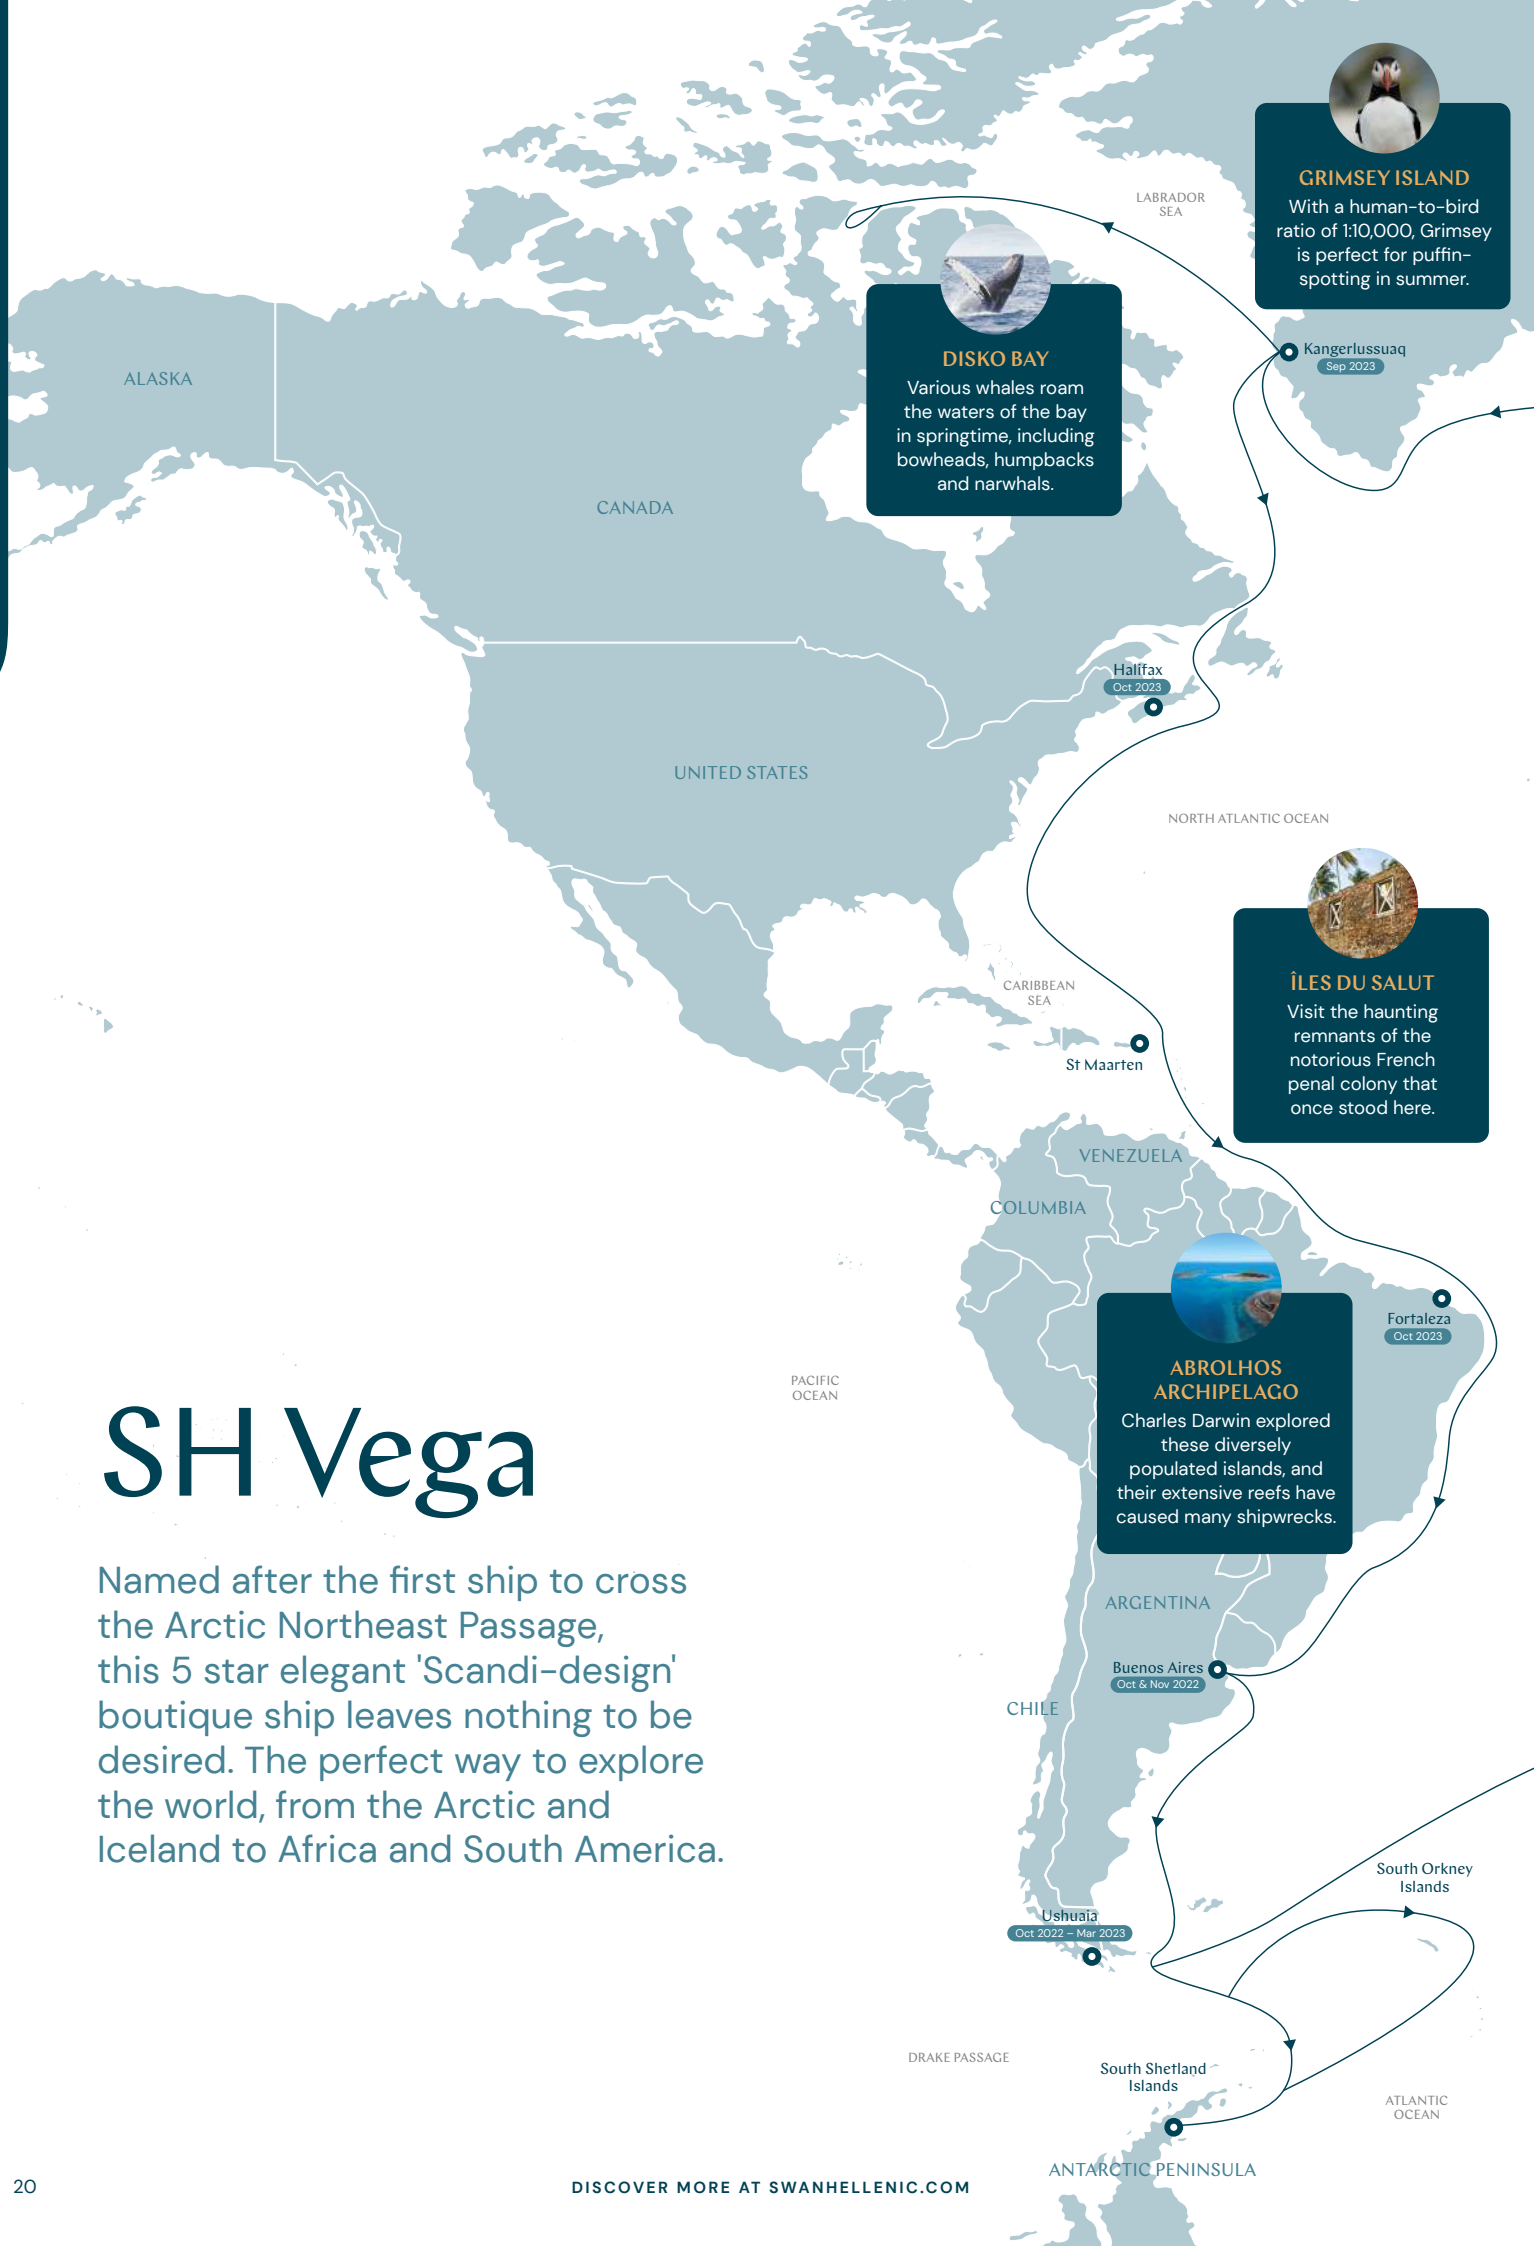 GRIMSEY ISLAND
With a human-to-bird
ratio of 1:10,000, Grimsey
is perfect for puffin-
spotting in summer.
LABRADOR
SEA
DISKO BAY
Various whales roam
the waters of the bay
in springtime, including
bowheads, humpbacks
and narwhals.
Kangerlussuaq
Sep 2023
ALASKA
CANADA
Halifax
Oct 2023
UNITED STATES
NORTH ATLANTIC OCEAN
ÎLES DU SALUT
Visit the haunting
remnants of the
notorious French
penal colony that
once stood here.
CARIBBEAN
SEA
St Maarten
VENEZUELA
COLUMBIA
Fortaleza
Oct 2023
ABROLHOS
ARCHIPELAGO
Charles Darwin explored
these diversely
populated islands, and
their extensive reefs have
caused many shipwrecks.
PACIFIC
OCEAN
SH Vega
Named after the first ship to cross
the Arctic Northeast Passage,
this 5 star elegant 'Scandi-design'
boutique ship leaves nothing to be
desired. The perfect way to explore
the world, from the Arctic and
Iceland to Africa and South America.
ARGENTINA
Buenos Aires
Oct & Nov 2022
CHILE
South Orkney
Islands
Ushuaia
Oct 2022 – Mar 2023
DRAKE PASSAGE
South Shetland
Islands
ATLANTIC
OCEAN
ANTARCTIC PENINSULA
20
DISCOVER MORE AT SWANHELLENIC.COM